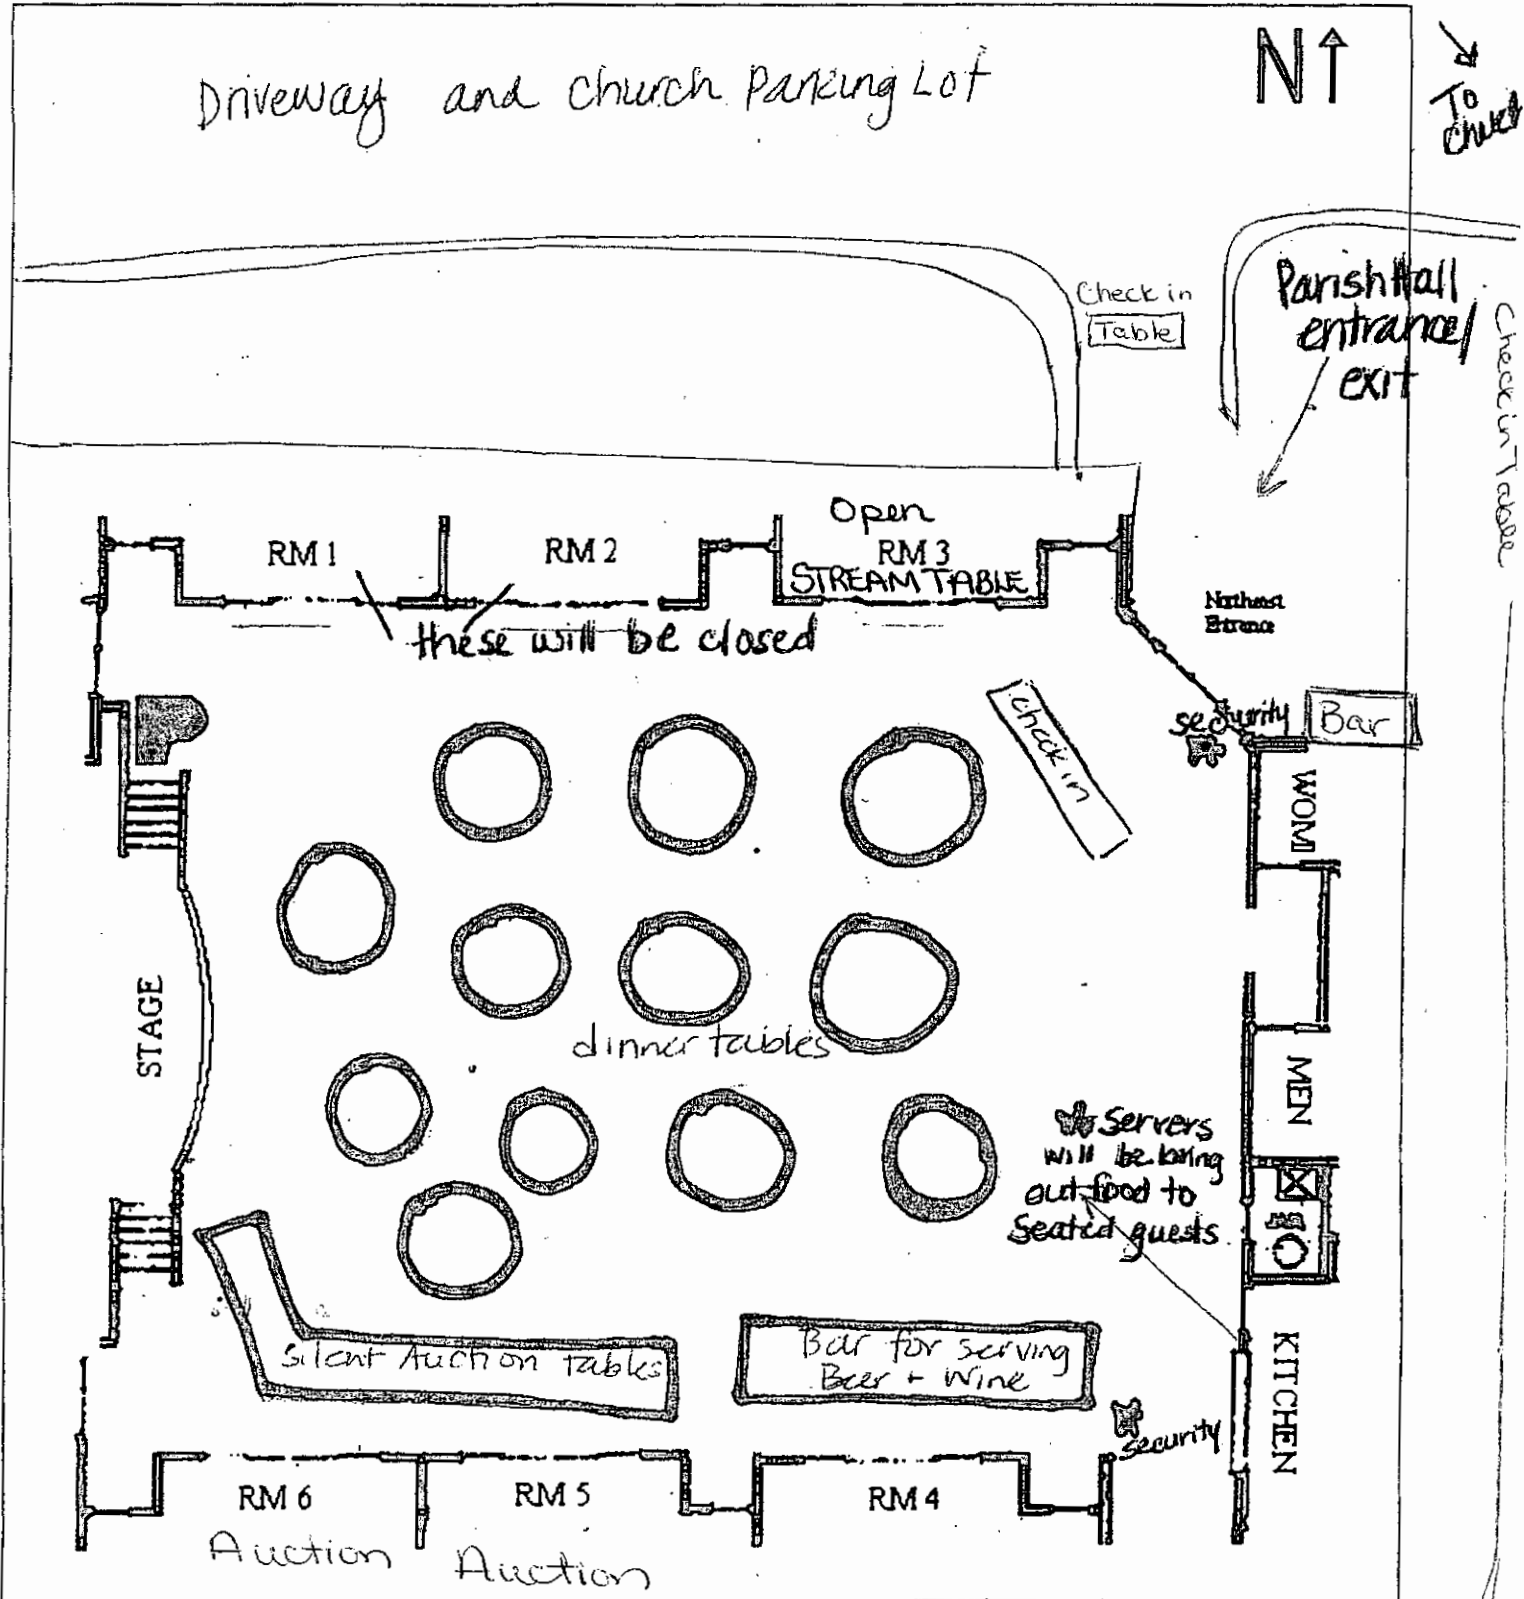 Driveway and Church Parking Lot
N
To
Church
Check in
Table
Parish Hall
entrance/
exit
Check in Table
Open
RM 1
RM 2
RM 3
STREAM TABLE
these will be closed
Northeast
Entrance
security
Bar
check in
WOM
STAGE
dinner tables
MEN
Servers
will be bring
out food to
Seated guests
KITCHEN
Silent Auction tables
Bar for serving
Beer + Wine
security
RM 6
RM 5
RM 4
Auction
Auction